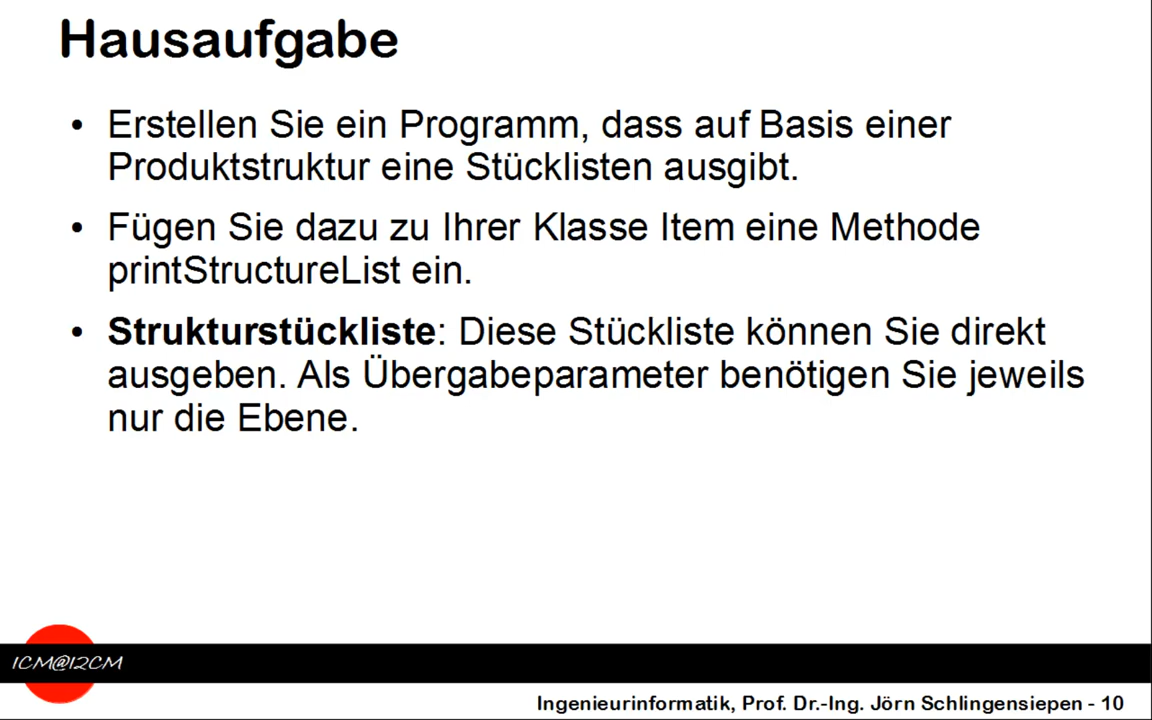 Hausaufgabe
• Erstellen Sie ein Programm, dass auf Basis einer
Produktstruktur eine Stücklisten ausgibt.
• Fügen Sie dazu zu Ihrer Klasse Item eine Methode
printStructureList ein.
• Strukturstückliste: Diese Stückliste können Sie direkt
ausgeben. Als Übergabeparameter benötigen Sie jeweils
nur die Ebene.
1CM@12CM
Ingenieurinformatik, Prof. Dr.-Ing. Jörn Schlingensiepen - 10